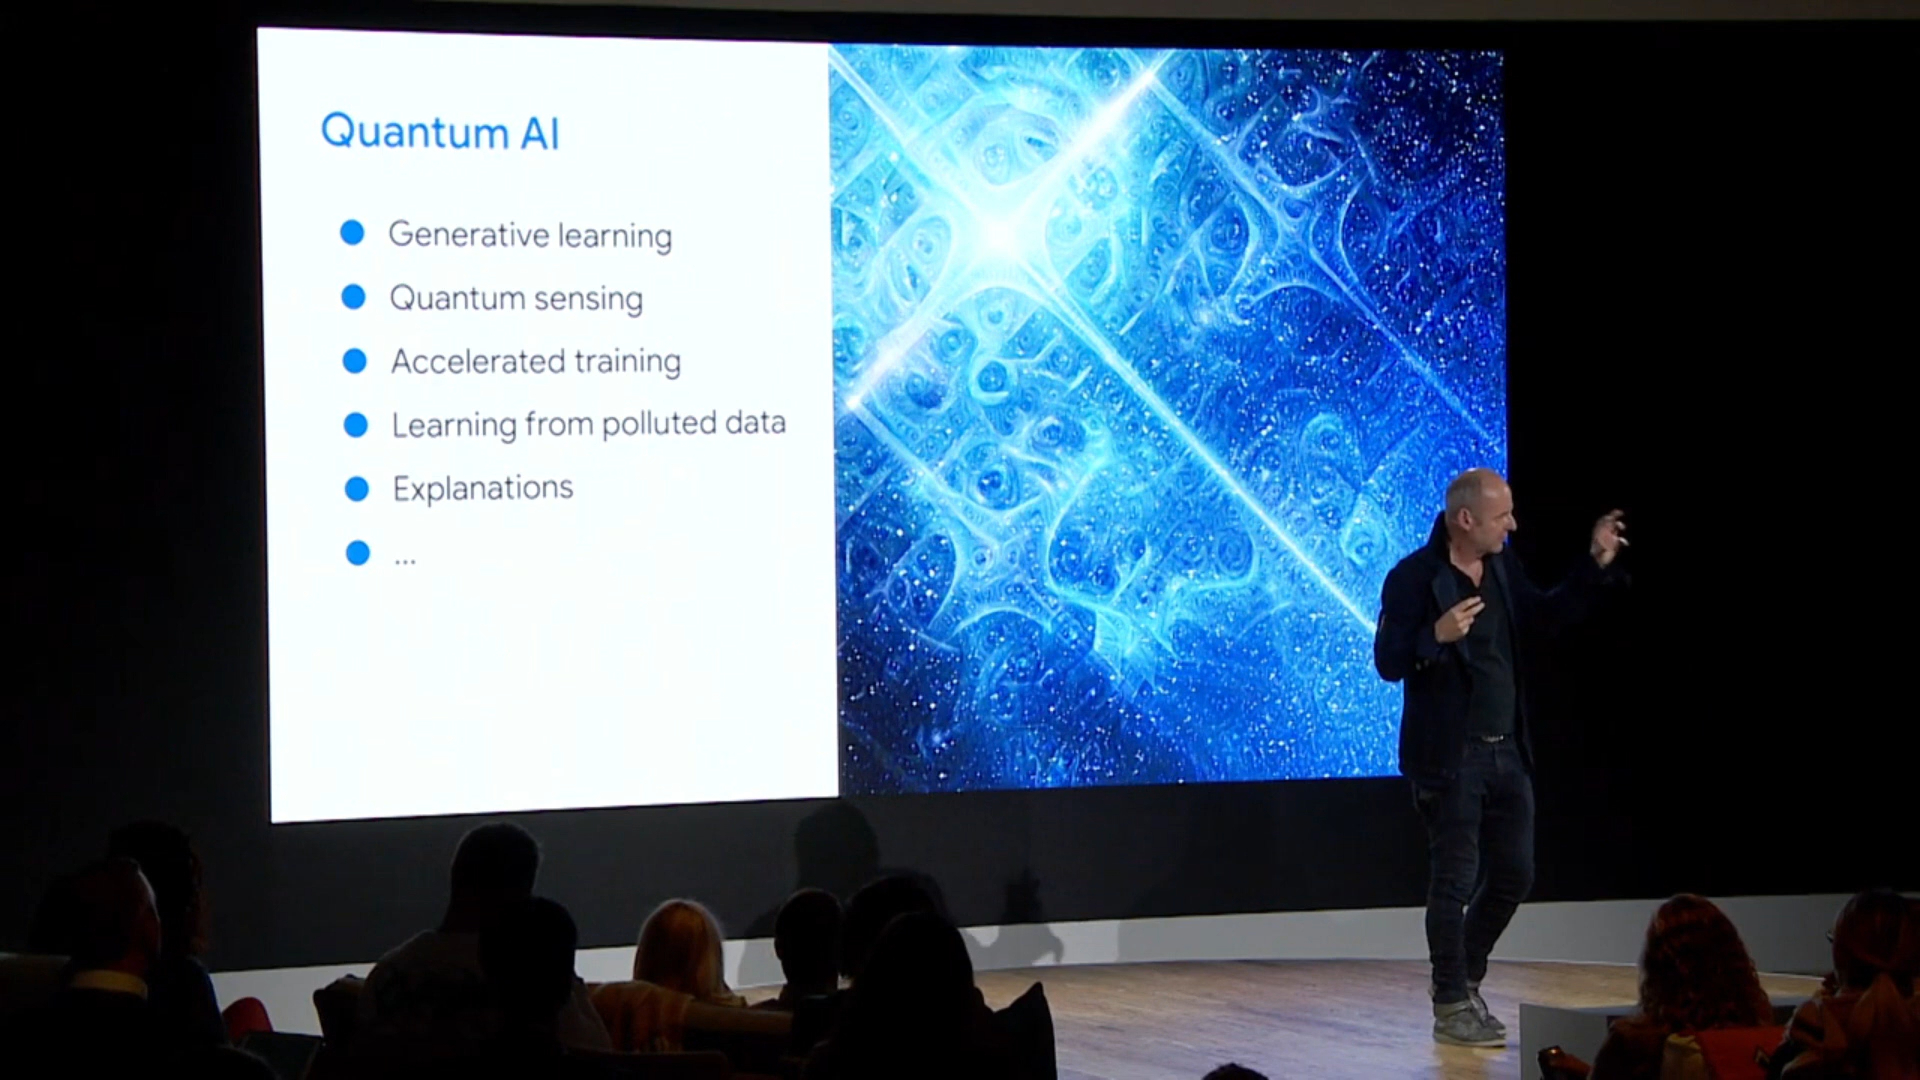 Quantum AI
Generative learning
Quantum sensing
Accelerated training
Learning from polluted data
Explanations
...